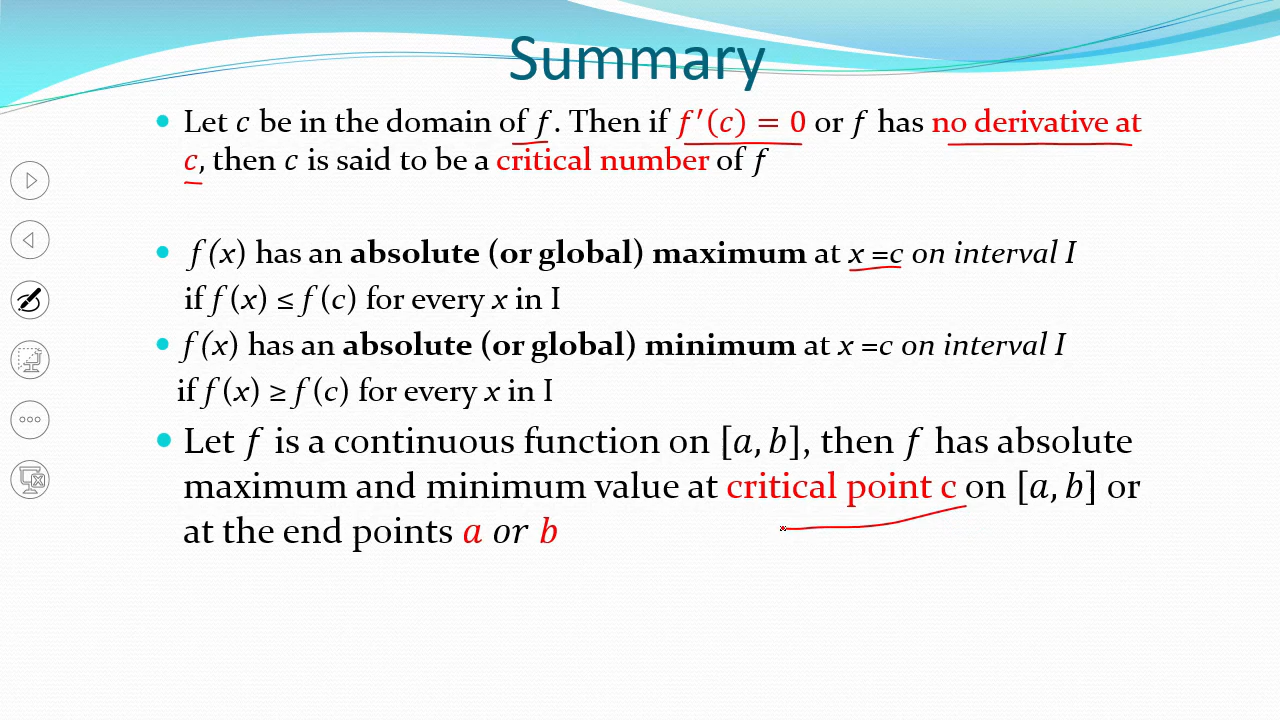 Summary
• Let c be in the domain of f. Then if f′(c) = 0 or f has no derivative at
c, then c is said to be a critical number of f
• f(x) has an absolute (or global) maximum at x =c on interval I
if f(x) ≤ f(c) for every x in I
• f(x) has an absolute (or global) minimum at x =c on interval I
if f(x) ≥ f(c) for every x in I
• Let f is a continuous function on [a, b], then f has absolute
maximum and minimum value at critical point c on [a, b] or
at the end points a or b